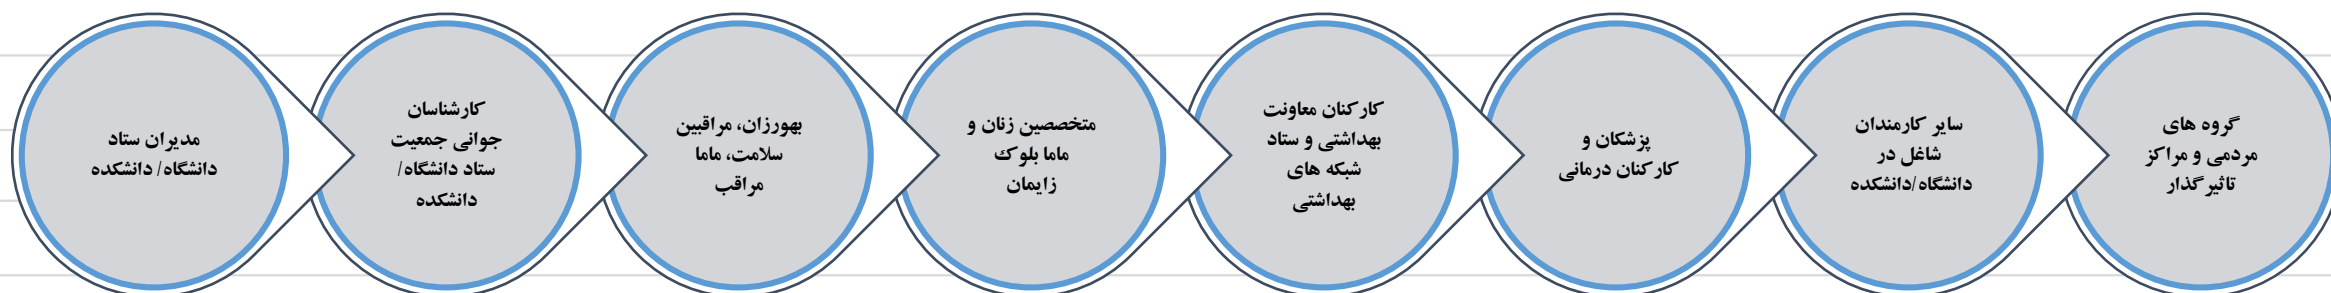 مدیران ستاد
دانشگاه/ دانشکده
کارشناسان
جوانی جمعیت
ستاد دانشگاه/
دانشکده
بهورزان، مراقبین
سلامت، ماما
مراقب
متخصصین زنان و
ماما بلوک
زایمان
کارکنان معاونت
بهداشتی و ستاد
شبکه های
بهداشتی
پزشکان و
کارکنان درمانی
سایر کارمندان
شاغل در
دانشگاه/دانشکده
گروه های
مردمی و مراکز
تاثیرگذار